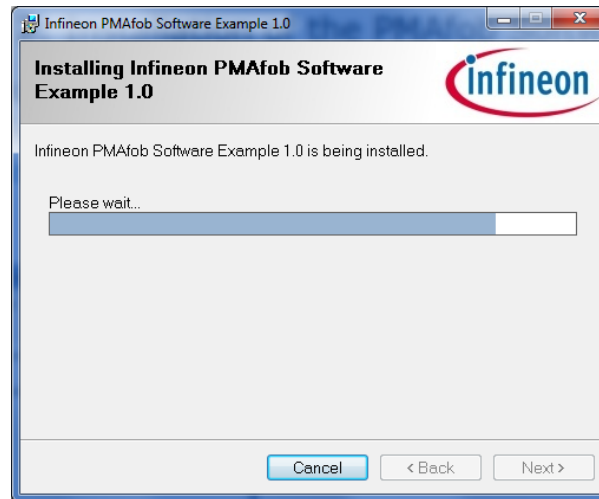 Infineon PMAfob Software Example 1.0
Installing Infineon PMAfob Software
Example 1.0
infineon
Infineon PMAfob Software Example 1.0 is being installed.
Please wait...
Cancel
< Back
Next >